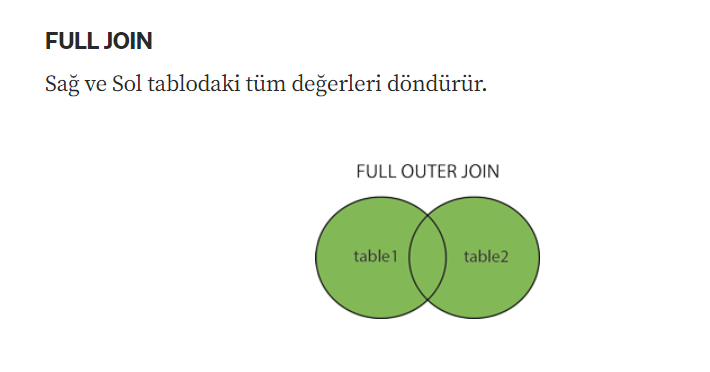 FULL JOIN
Sağ ve Sol tablodaki tüm değerleri döndürür.
FULL OUTER JOIN
table1
table2